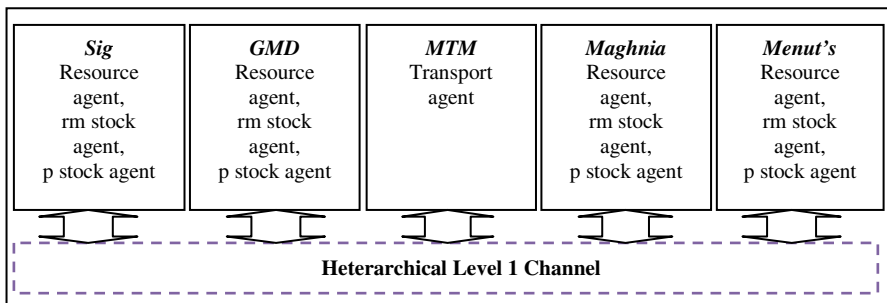 Sig
Resource
agent,
rm stock
agent,
p stock agent
GMD
Resource
agent,
rm stock
agent,
p stock agent
MTM
Transport
agent
Maghnia
Resource
agent,
rm stock
agent,
p stock agent
Menut's
Resource
agent,
rm stock
agent,
p stock agent
Heterarchical Level 1 Channel